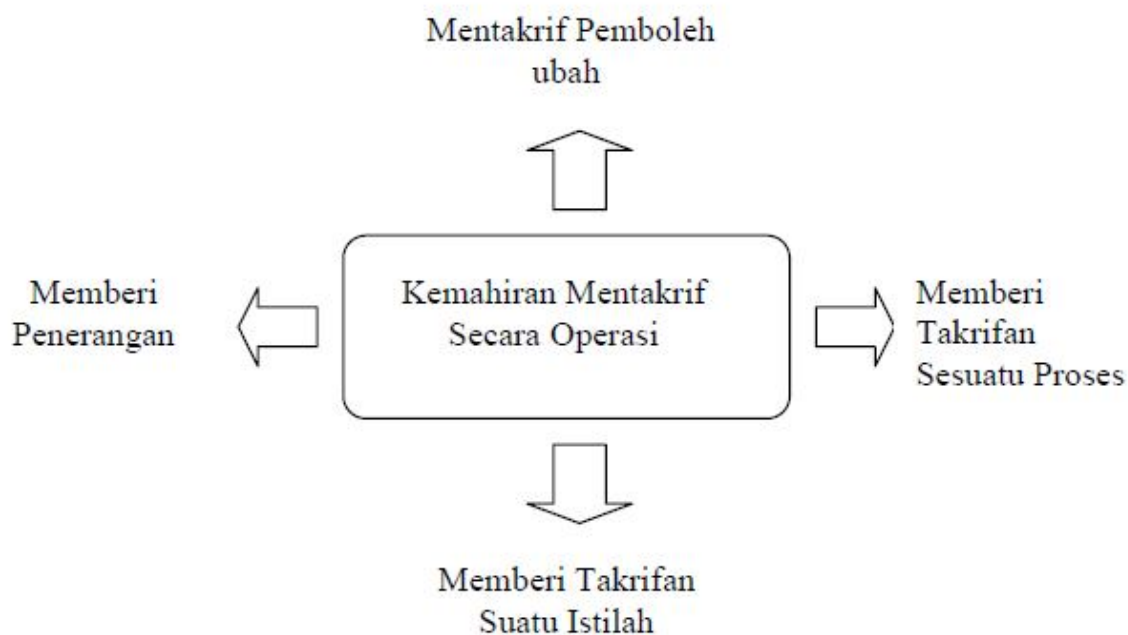 Mentakrif Pemboleh
ubah
Memberi
Penerangan
Kemahiran Mentakrif
Secara Operasi
Memberi
Takrifan
Sesuatu Proses
Memberi Takrifan
Suatu Istilah